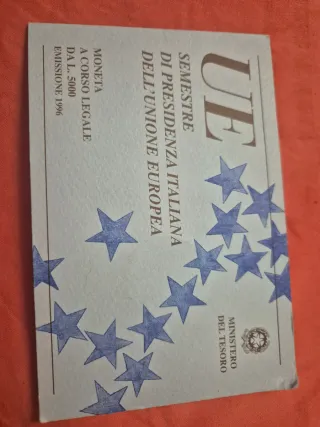 UE
SEMESTRE
DI PRESIDENZA ITALIANA
DELL'UNIONE EUROPEA
MONETA
A CORSO LEGALE
DA L. 5000
EMISSIONE 1996
MINISTERO
DEL TESORO